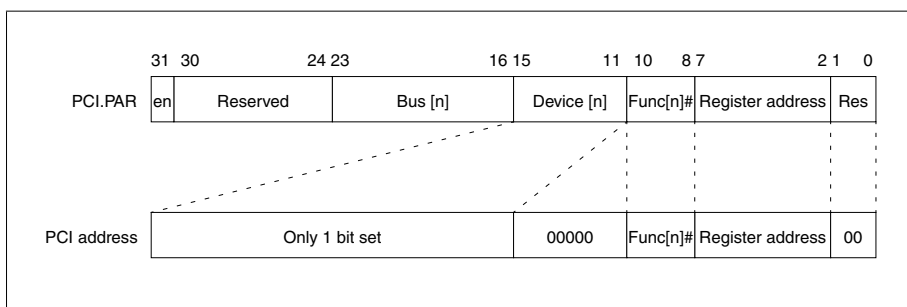 31 30 24 23 16 15 11 10 8 7 2 1 0
PCI.PAR en Reserved Bus [n] Device [n] Func[n]# Register address Res
PCI address Only 1 bit set 00000 Func[n]# Register address 00